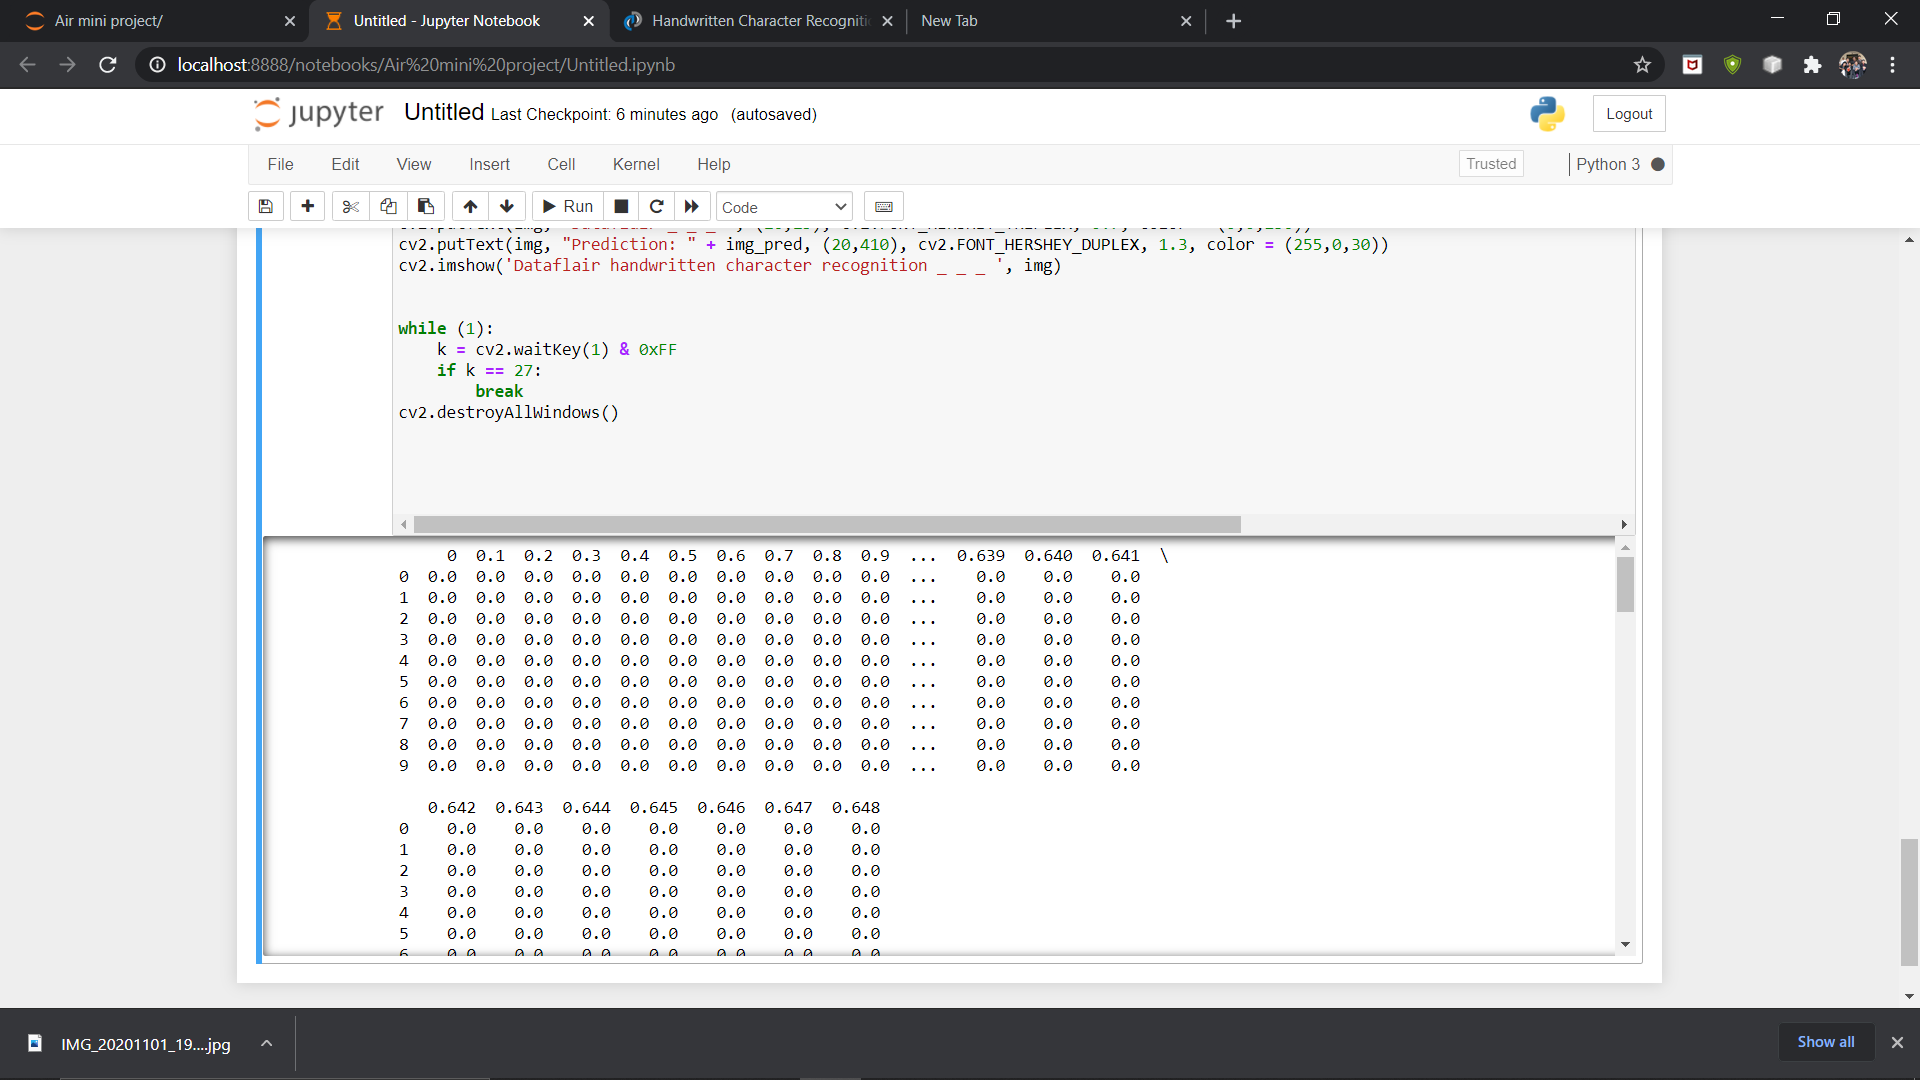 Air mini project/
Untitled - Jupyter Notebook
Handwritten Character Recogniti
New Tab
localhost:8888/notebooks/Air%20mini%20project/Untitled.ipynb
jupyter Untitled Last Checkpoint: 6 minutes ago (autosaved)
Logout
File Edit View Insert Cell Kernel Help
Trusted
Python 3
Run
Code
cv2.putText(img, "Prediction: " + img_pred, (20,410), cv2.FONT_HERSHEY_DUPLEX, 1.3, color = (255,0,30))
cv2.imshow('Dataflair handwritten character recognition _ _ _ ', img)
while (1):
    k = cv2.waitKey(1) & 0xFF
    if k == 27:
        break
cv2.destroyAllWindows()
0 0.1 0.2 0.3 0.4 0.5 0.6 0.7 0.8 0.9 ... 0.639 0.640 0.641 \
0 0.0 0.0 0.0 0.0 0.0 0.0 0.0 0.0 0.0 0.0 ... 0.0 0.0 0.0
1 0.0 0.0 0.0 0.0 0.0 0.0 0.0 0.0 0.0 0.0 ... 0.0 0.0 0.0
2 0.0 0.0 0.0 0.0 0.0 0.0 0.0 0.0 0.0 0.0 ... 0.0 0.0 0.0
3 0.0 0.0 0.0 0.0 0.0 0.0 0.0 0.0 0.0 0.0 ... 0.0 0.0 0.0
4 0.0 0.0 0.0 0.0 0.0 0.0 0.0 0.0 0.0 0.0 ... 0.0 0.0 0.0
5 0.0 0.0 0.0 0.0 0.0 0.0 0.0 0.0 0.0 0.0 ... 0.0 0.0 0.0
6 0.0 0.0 0.0 0.0 0.0 0.0 0.0 0.0 0.0 0.0 ... 0.0 0.0 0.0
7 0.0 0.0 0.0 0.0 0.0 0.0 0.0 0.0 0.0 0.0 ... 0.0 0.0 0.0
8 0.0 0.0 0.0 0.0 0.0 0.0 0.0 0.0 0.0 0.0 ... 0.0 0.0 0.0
9 0.0 0.0 0.0 0.0 0.0 0.0 0.0 0.0 0.0 0.0 ... 0.0 0.0 0.0
0.642 0.643 0.644 0.645 0.646 0.647 0.648
0 0.0 0.0 0.0 0.0 0.0 0.0 0.0
1 0.0 0.0 0.0 0.0 0.0 0.0 0.0
2 0.0 0.0 0.0 0.0 0.0 0.0 0.0
3 0.0 0.0 0.0 0.0 0.0 0.0 0.0
4 0.0 0.0 0.0 0.0 0.0 0.0 0.0
5 0.0 0.0 0.0 0.0 0.0 0.0 0.0
IMG_20201101_19....jpg
Show all